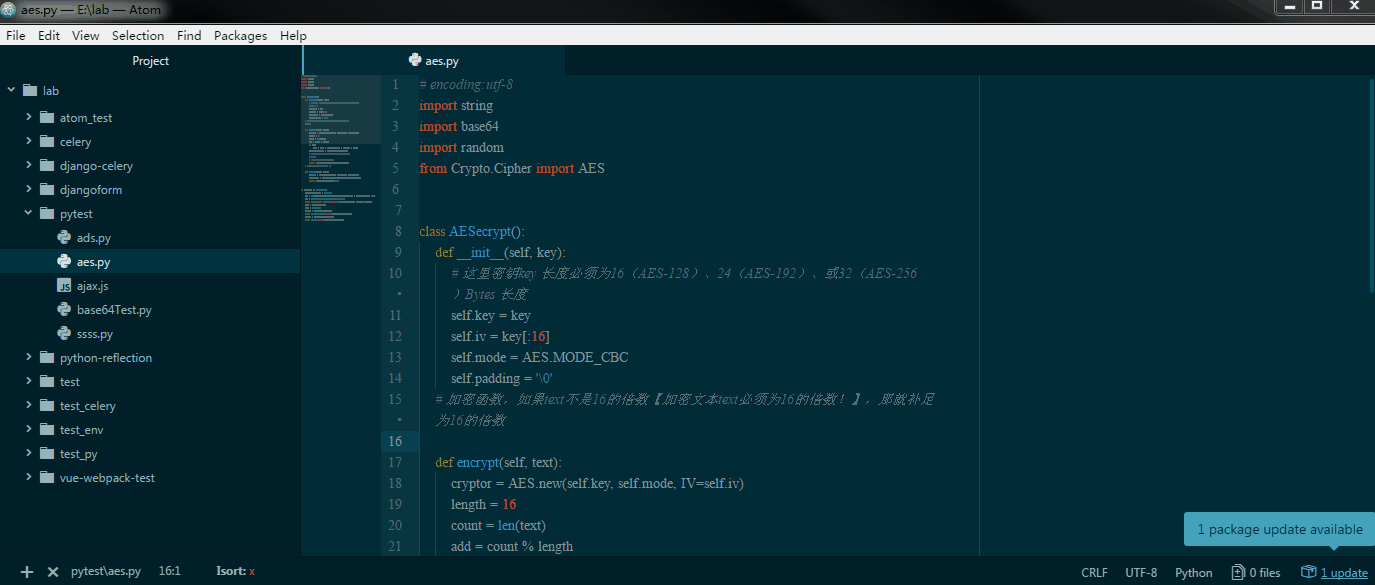 aes.py — E:\lab — Atom
File Edit View Selection Find Packages Help
Project
lab
atom_test
celery
django-celery
djangoform
pytest
ads.py
aes.py
ajax.js
base64Test.py
ssss.py
python-reflection
test
test_celery
test_env
test_py
vue-webpack-test
aes.py
1 # encoding:utf-8
2 import string
3 import base64
4 import random
5 from Crypto.Cipher import AES
6
7
8 class AESecrypt():
9 def __init__(self, key):
10 # 这里密钥key 长度必须为16（AES-128）、24（AES-192）、或32（AES-256
• ）Bytes 长度
11 self.key = key
12 self.iv = key[:16]
13 self.mode = AES.MODE_CBC
14 self.padding = '\0'
15 # 加密函数，如果text不是16的倍数【加密文本text必须为16的倍数！】，那就补足
• 为16的倍数
16
17 def encrypt(self, text):
18 cryptor = AES.new(self.key, self.mode, IV=self.iv)
19 length = 16
20 count = len(text)
21 add = count % length
1 package update available
pytest\aes.py 16:1 Isort: x
CRLF UTF-8 Python 0 files 1 update